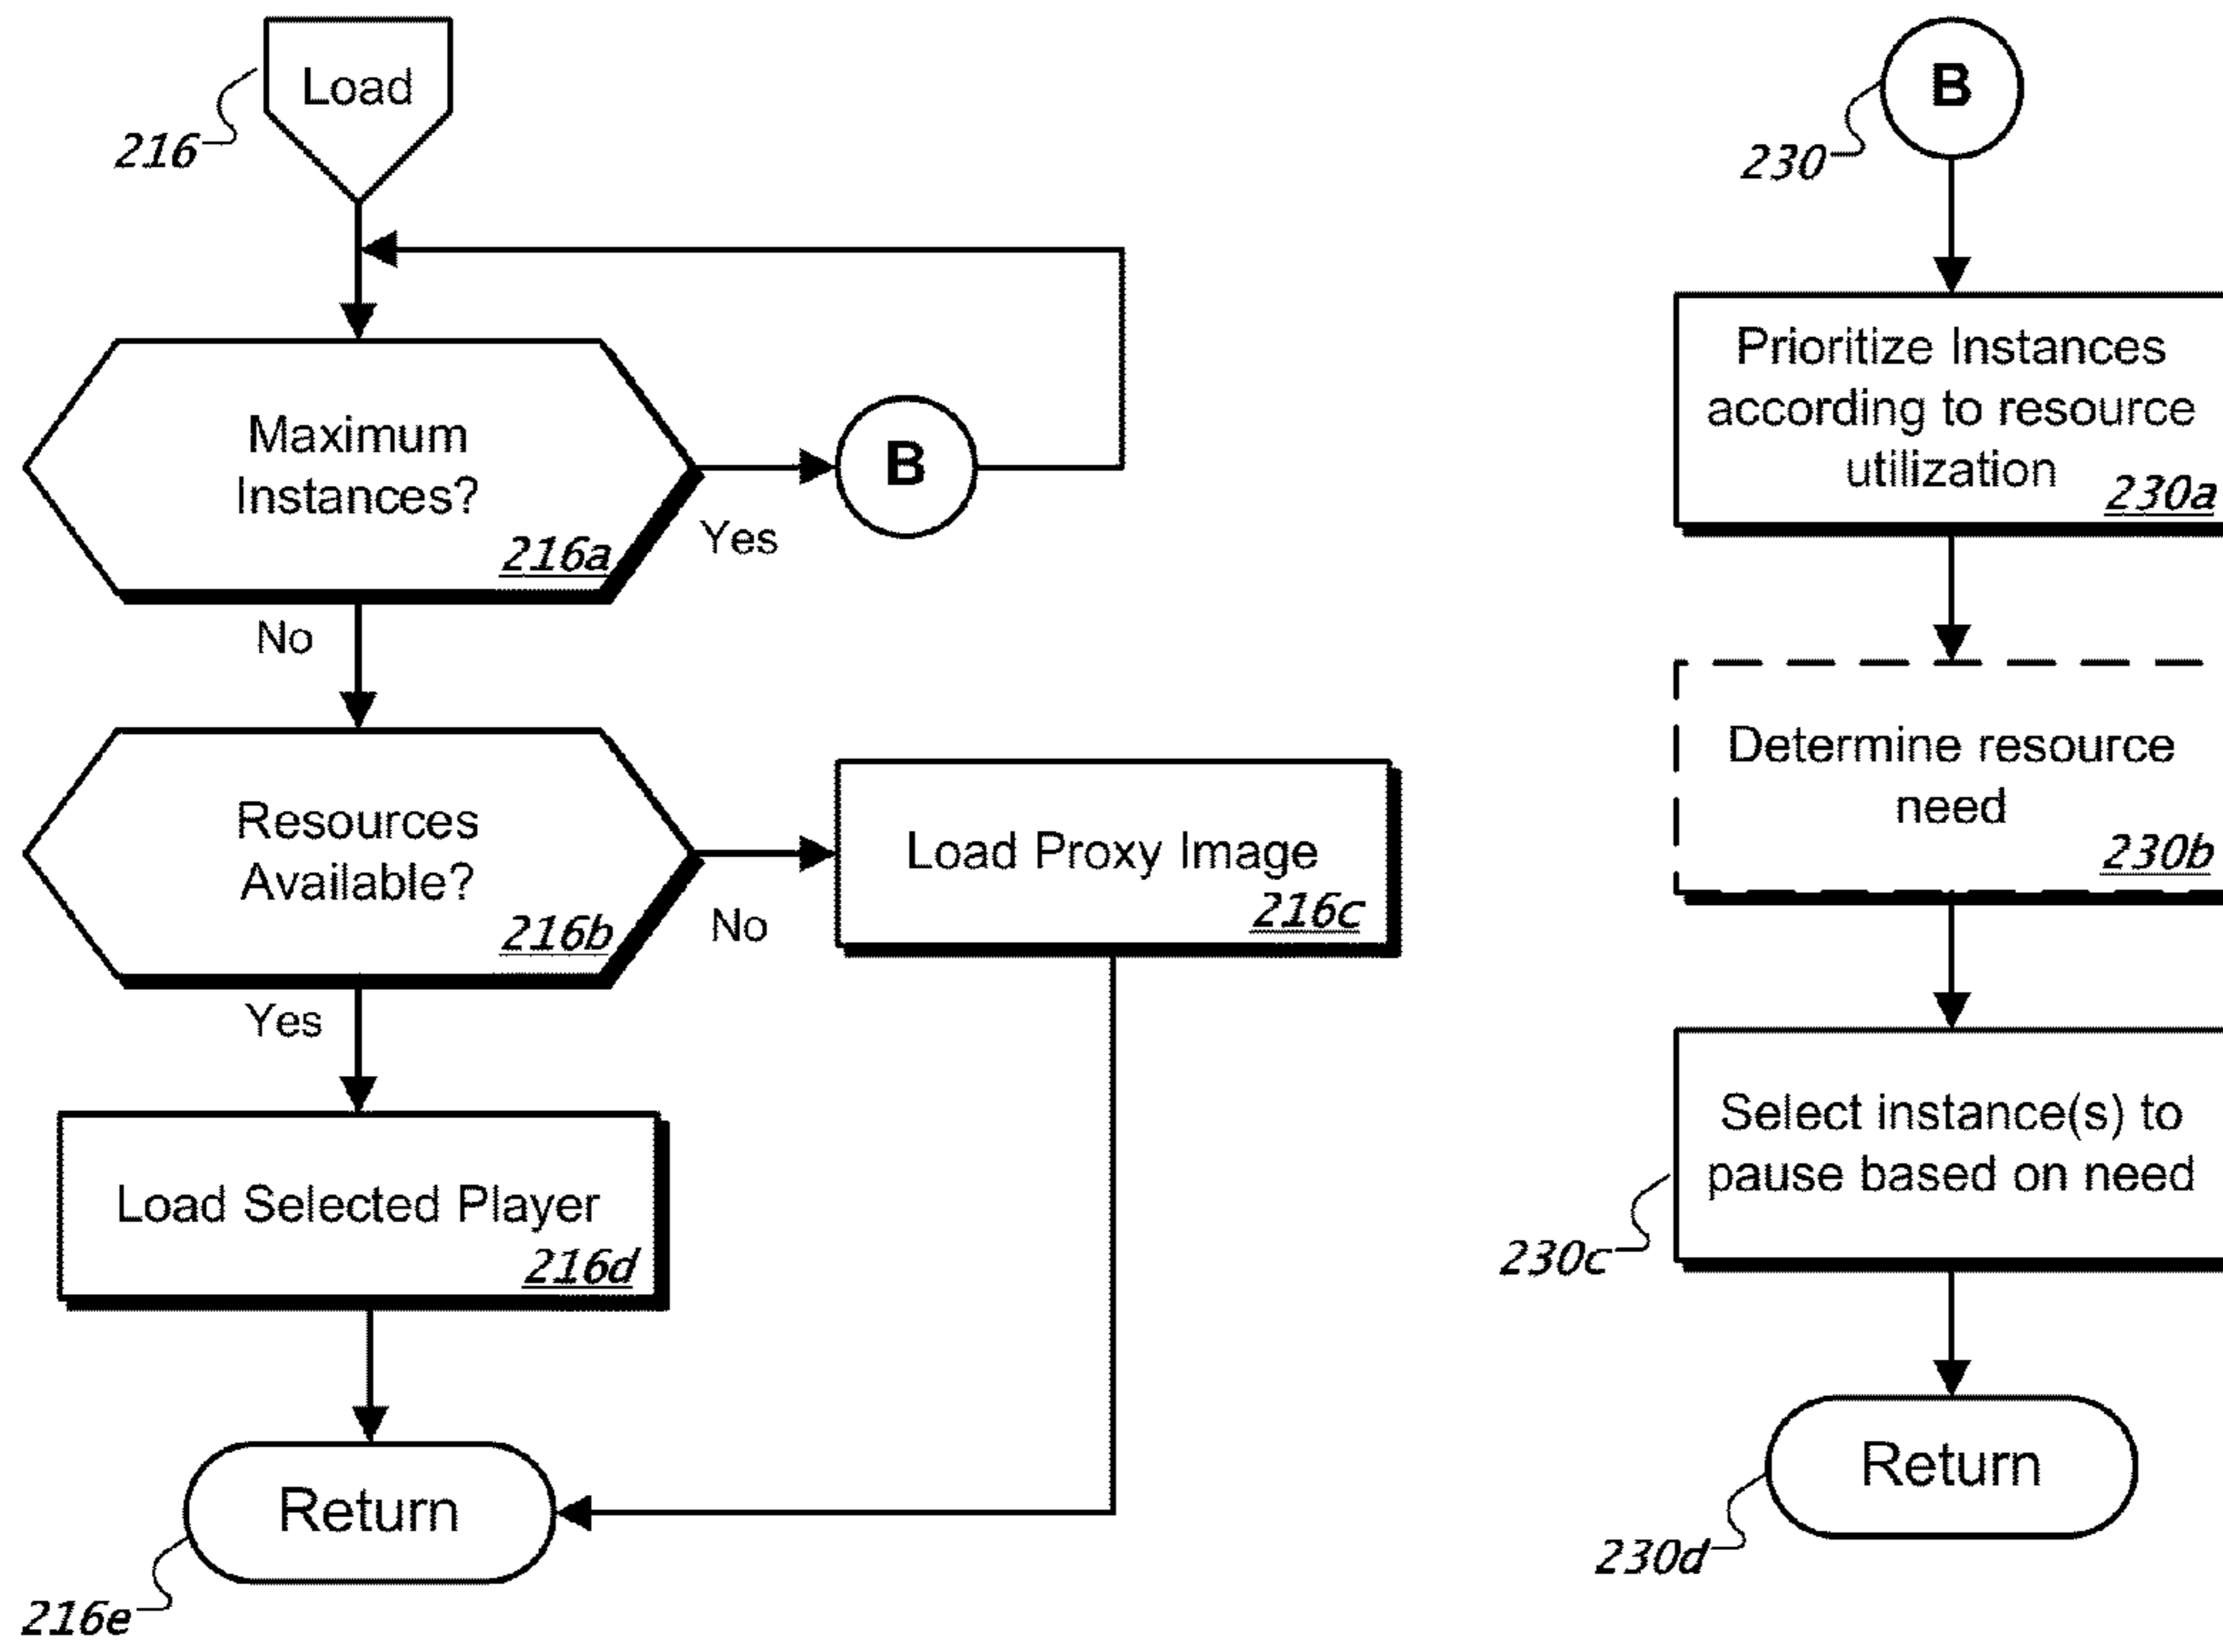 Load
216
Maximum
Instances?
216a
Yes
B
No
Resources
Available?
216b
No
Load Proxy Image
216c
Yes
Load Selected Player
216d
Return
216e
B
230
Prioritize Instances
according to resource
utilization
230a
Determine resource
need
230b
Select instance(s) to
pause based on need
230c
Return
230d